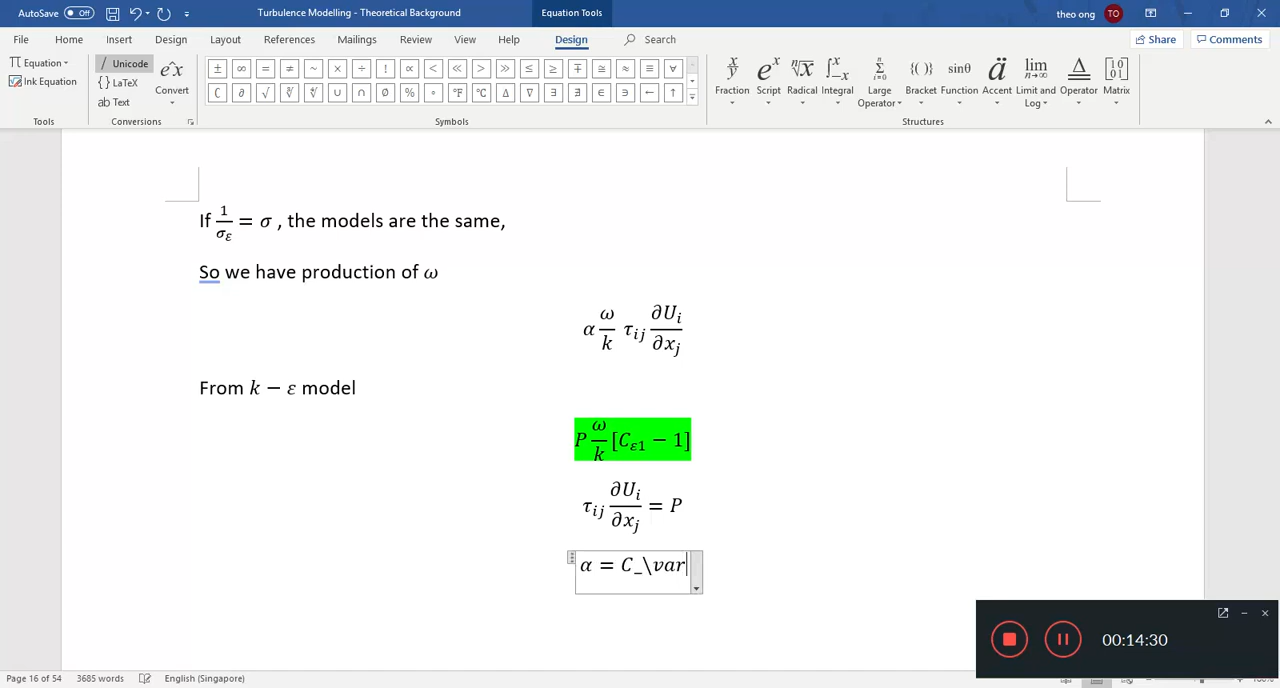 AutoSave Off Turbulence Modelling - Theoretical Background Equation Tools theo ong TO
File Home Insert Design Layout References Mailings Review View Help Design Search Share Comments
Equation Unicode LaTeX Text Ink Equation Convert
± ∞ = ≠ ~ × ÷ ! ∝ < ≪ > ≫ ≤ ≥ ∓ ≅ ≈ ≡ ∀
∁ ∂ √ ∛ ∜ ∪ ∩ ∅ % ° °F °C ∆ ∇ ∃ ∄ ∈ ∋ ← ↑
Fraction Script Radical Integral Large Operator Bracket Function Accent Limit and Log Operator Matrix
Tools Conversions Symbols Structures
If 1/σ_ε = σ , the models are the same,
So we have production of ω
α ω/k τ_ij ∂U_i/∂x_j
From k − ε model
P ω/k [C_ε1 − 1]
τ_ij ∂U_i/∂x_j = P
α = C_\var
00:14:30
Page 16 of 54 3685 words English (Singapore)